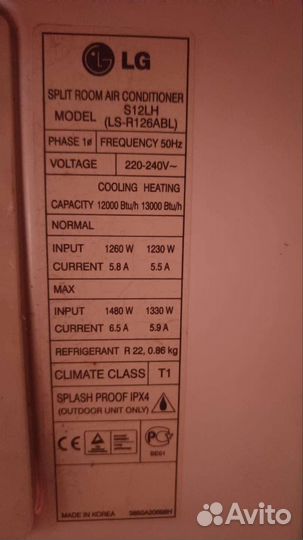 LG
SPLIT ROOM AIR CONDITIONER
MODEL S12LH
(LS-R126ABL)
PHASE 1ø FREQUENCY 50Hz
VOLTAGE 220-240V~
COOLING HEATING
CAPACITY 12000 Btu/h 13000 Btu/h
NORMAL
INPUT 1260 W 1230 W
CURRENT 5.8 A 5.5 A
MAX
INPUT 1480 W 1330 W
CURRENT 6.5 A 5.9 A
REFRIGERANT R 22, 0.86 kg
CLIMATE CLASS T1
SPLASH PROOF IPX4
(OUTDOOR UNIT ONLY)
CE
MADE IN KOREA
Avito